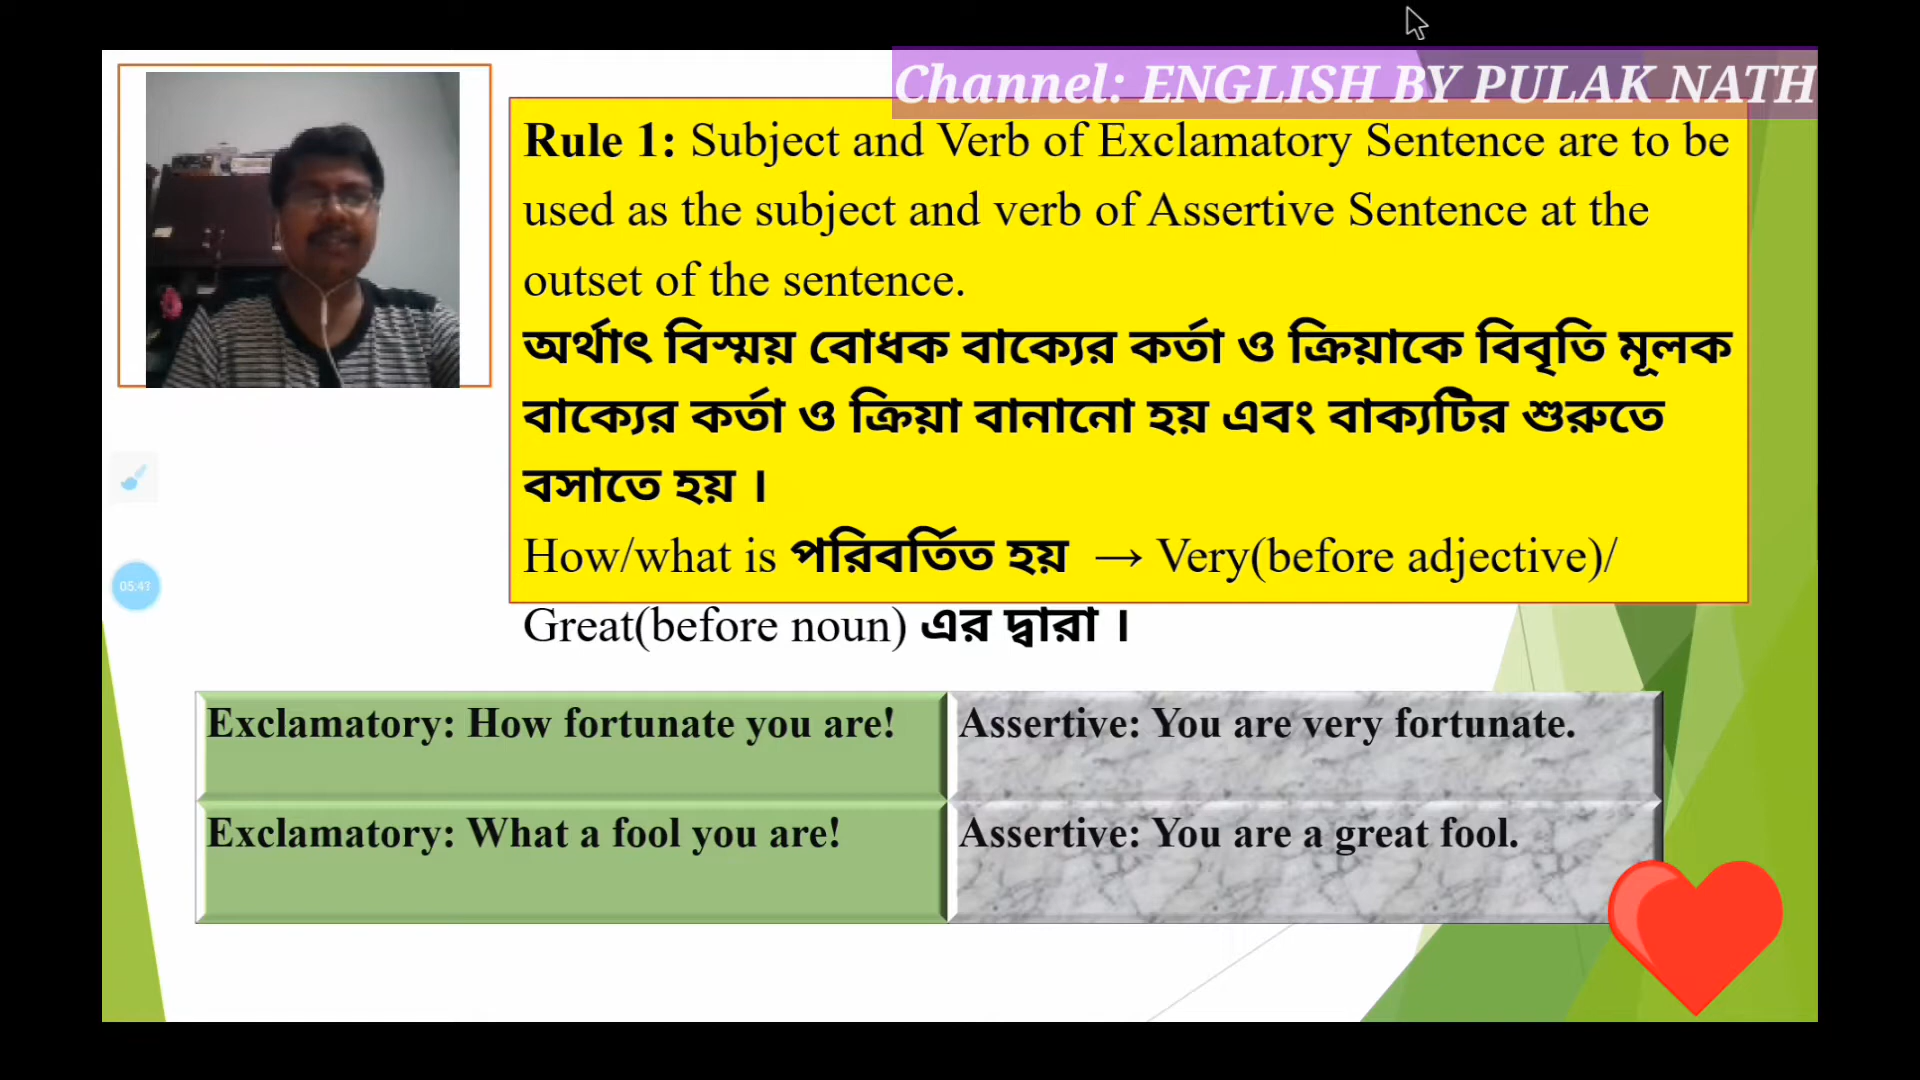 Channel: ENGLISH BY PULAK NATH
Rule 1: Subject and Verb of Exclamatory Sentence are to be
used as the subject and verb of Assertive Sentence at the
outset of the sentence.
অর্থাৎ বিস্ময় বোধক বাক্যের কর্তা ও ক্রিয়াকে বিবৃতি মূলক
বাক্যের কর্তা ও ক্রিয়া বানানো হয় এবং বাক্যটির শুরুতে
বসাতে হয় ।
How/what is পরিবর্তিত হয় → Very(before adjective)/
Great(before noun) এর দ্বারা ।
05:47
Exclamatory: How fortunate you are!
Assertive: You are very fortunate.
Exclamatory: What a fool you are!
Assertive: You are a great fool.